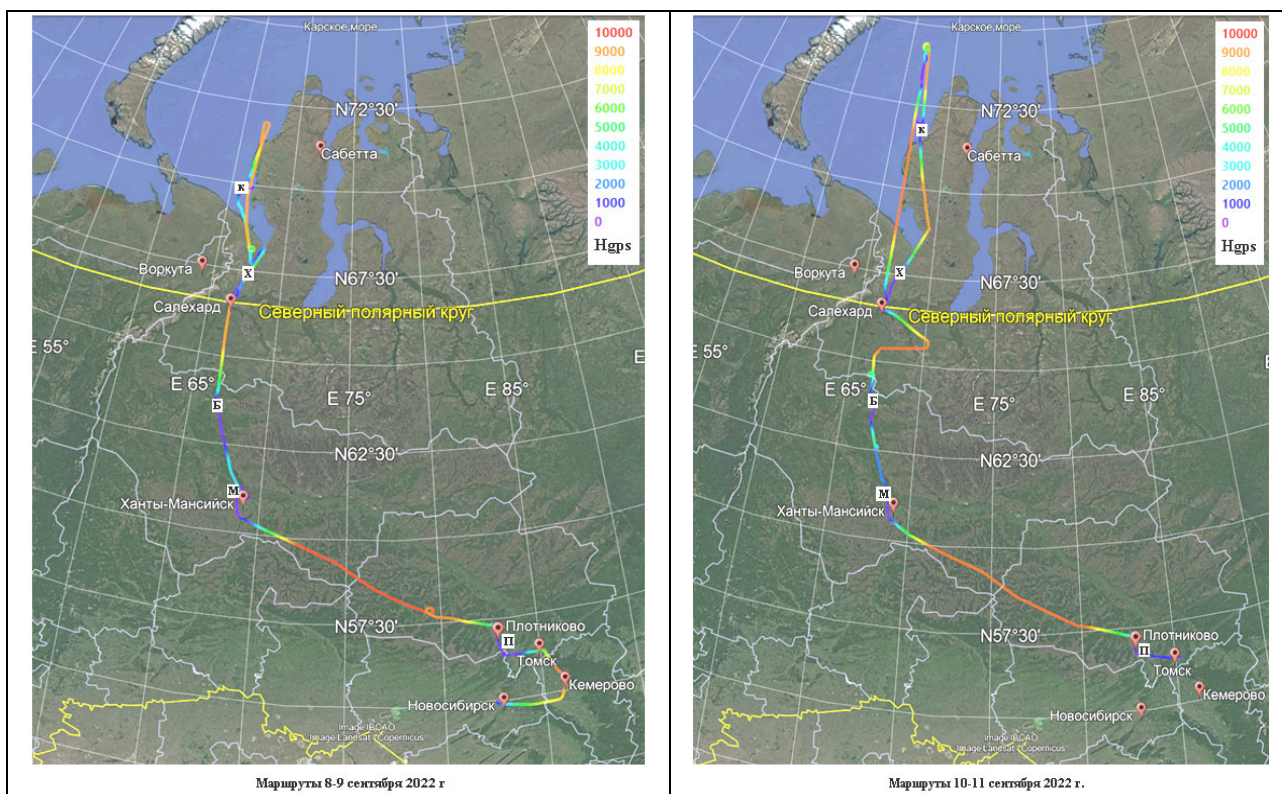 Карское море
10000
9000
8000
7000
6000
5000
4000
3000
2000
1000
0
Hgps
N72°30'
Сабетта
К
Воркута
Х
N67°30'
Салехард
Северный полярный круг
E 55°
E 65°
E 75°
E 85°
Б
N62°30'
М
Ханты-Мансийск
N57°30'
Плотниково
П
Томск
Кемерово
Новосибирск
Image IBCAO
Image Landsat / Copernicus
Маршруты 8-9 сентября 2022 г
Карское море
10000
9000
8000
7000
6000
5000
4000
3000
2000
1000
0
Hgps
N72°30'
К
Сабетта
Воркута
Х
N67°30'
Салехард
Северный полярный круг
E 55°
E 65°
E 75°
E 85°
Б
N62°30'
М
Ханты-Мансийск
N57°30'
Плотниково
П
Томск
Кемерово
Новосибирск
Image IBCAO
Image Landsat / Copernicus
Маршруты 10-11 сентября 2022 г.